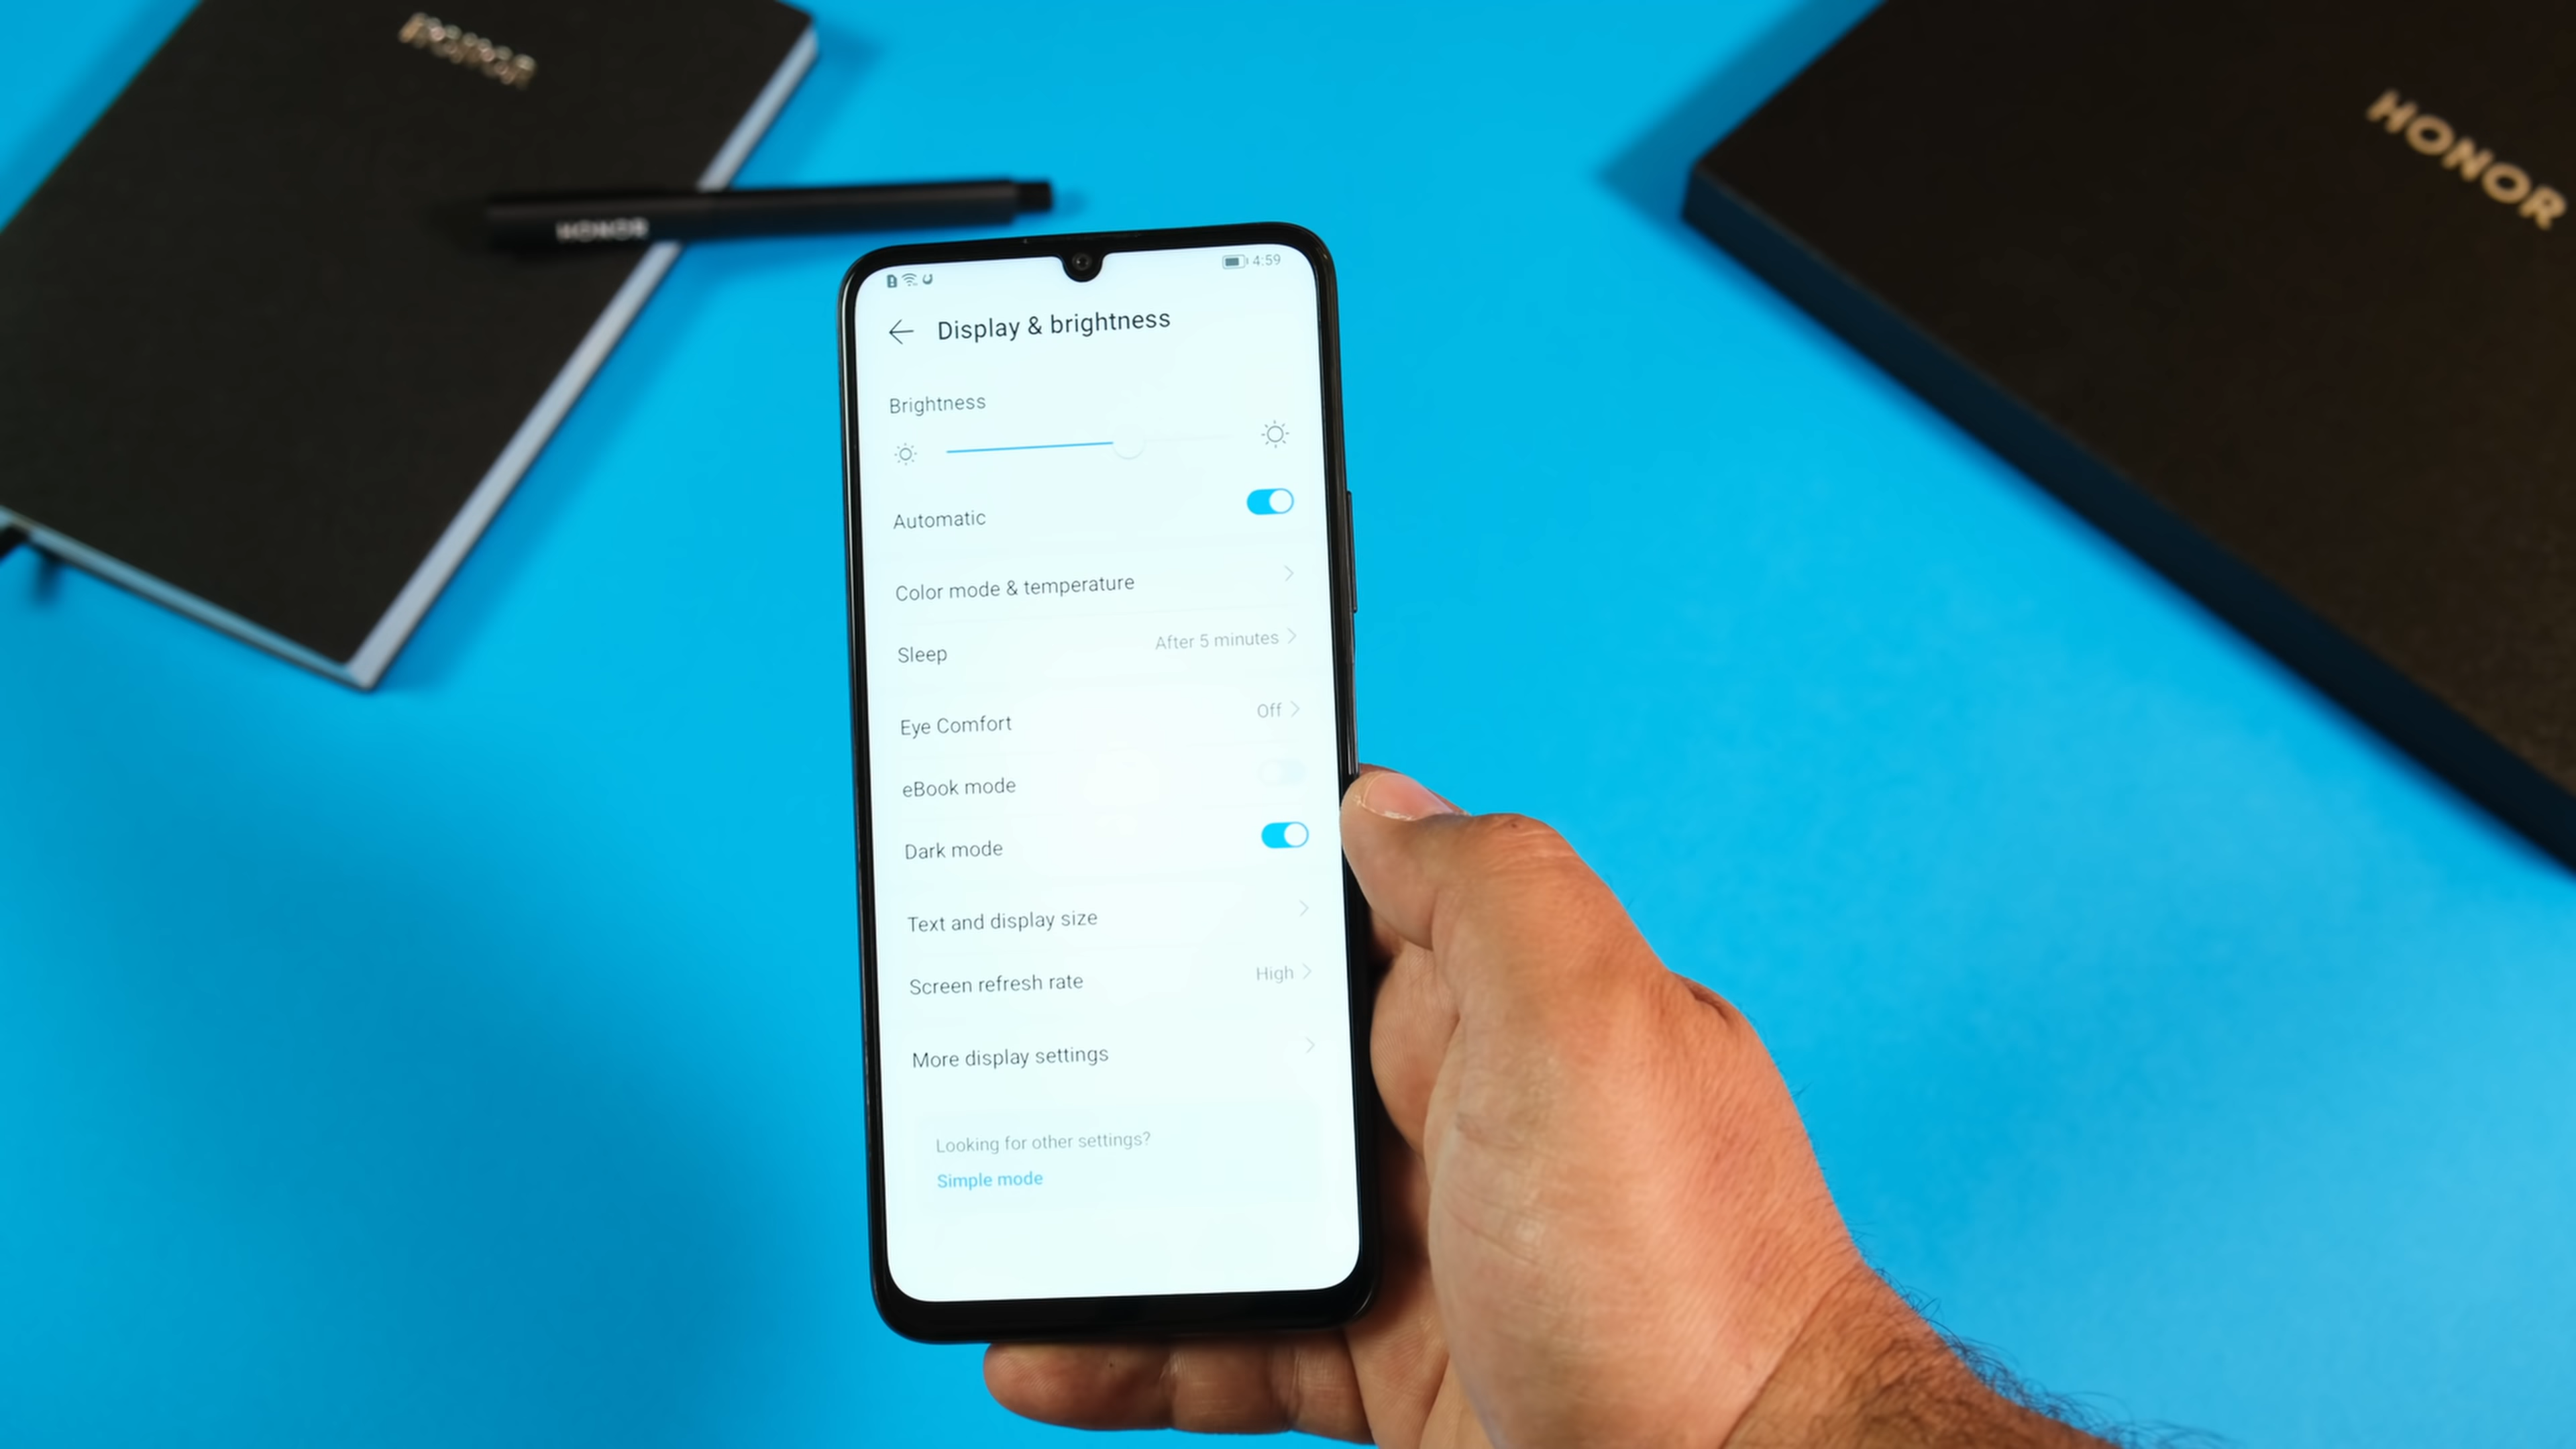 HONOR
HONOR
HONOR
4:59
Display & brightness
Brightness
Automatic
Color mode & temperature
Sleep After 5 minutes
Eye Comfort Off
eBook mode
Dark mode
Text and display size
Screen refresh rate High
More display settings
Looking for other settings?
Simple mode